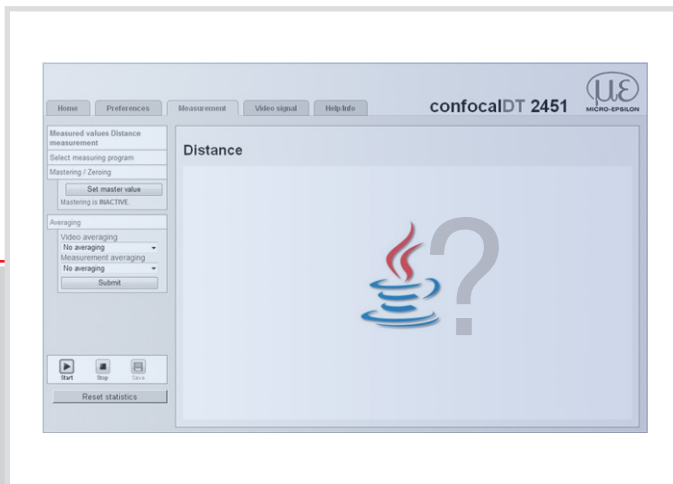 με
MICRO-EPSILON
confocalDT 2451
Home
Preferences
Measurement
Video signal
Help/Info
Measured values Distance
measurement
Select measuring program
Mastering / Zeroing
Set master value
Mastering is INACTIVE.
Averaging
Video averaging
No averaging
Measurement averaging
No averaging
Submit
Start
Stop
Save
Reset statistics
Distance
?